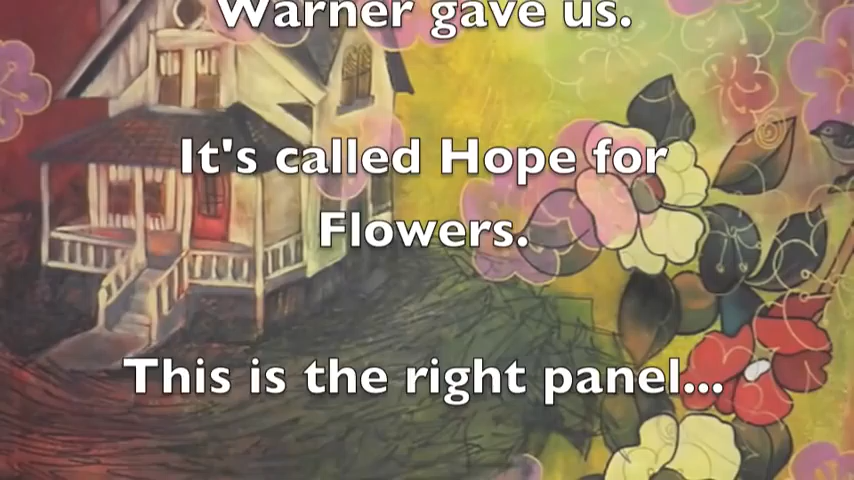 Warner gave us.
It's called Hope for
Flowers.
This is the right panel...